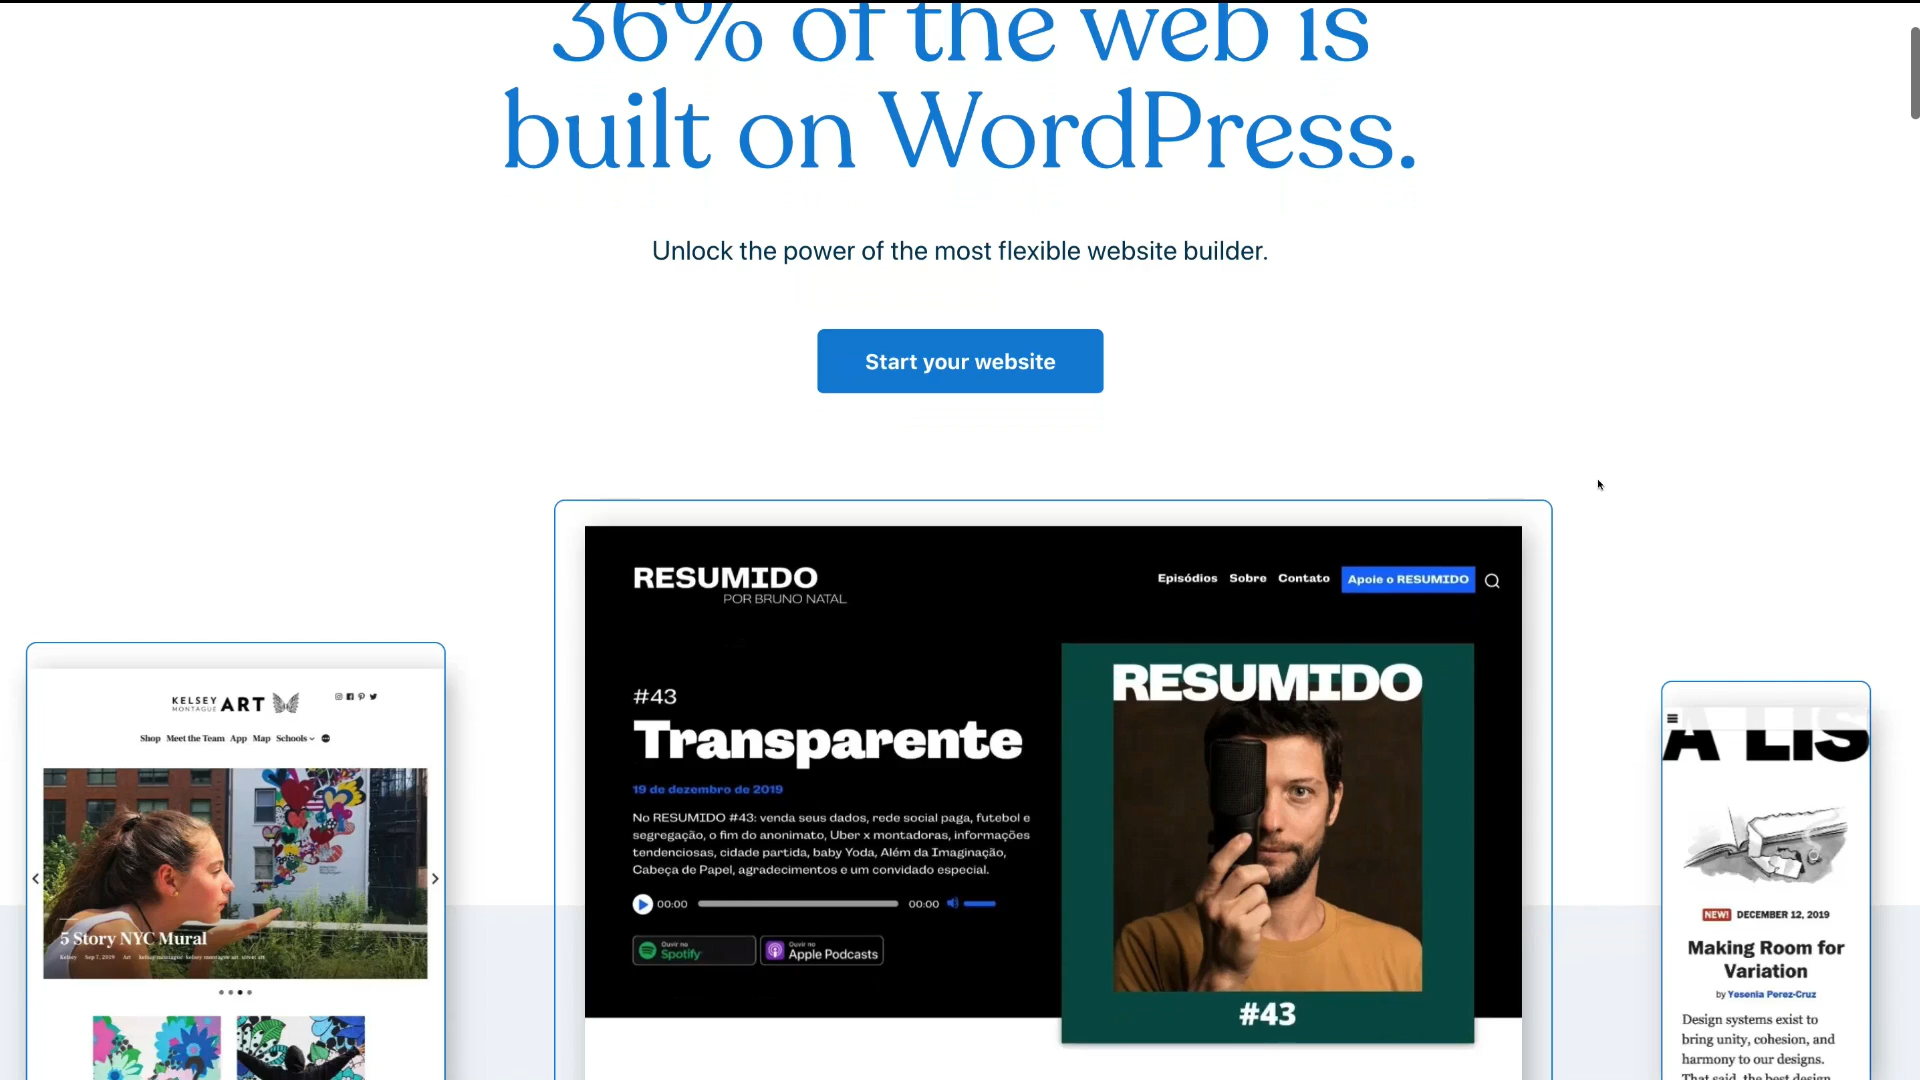 36% of the web is
built on WordPress.
Unlock the power of the most flexible website builder.
Start your website
RESUMIDO
POR BRUNO NATAL
Episódios Sobre Contato Apoie o RESUMIDO
#43
Transparente
19 de dezembro de 2019
No RESUMIDO #43: venda seus dados, rede social paga, futebol e
segregação, o fim do anonimato, Uber x montadoras, informações
tendenciosas, cidade partida, baby Yoda, Além da Imaginação,
Cabeça de Papel, agradecimentos e um convidado especial.
00:00 00:00
Ouvir no
Spotify
Ouvir no
Apple Podcasts
RESUMIDO
#43
KELSEY
MONTAGUE
ART
Shop Meet the Team App Map Schools
5 Story NYC Mural
Kelsey Sep 7, 2019 Art kelsey montague kelsey montague art street art
A LIS
NEW! DECEMBER 12, 2019
Making Room for
Variation
by Yesenia Perez-Cruz
Design systems exist to
bring unity, cohesion, and
harmony to our designs.
That said, the best design